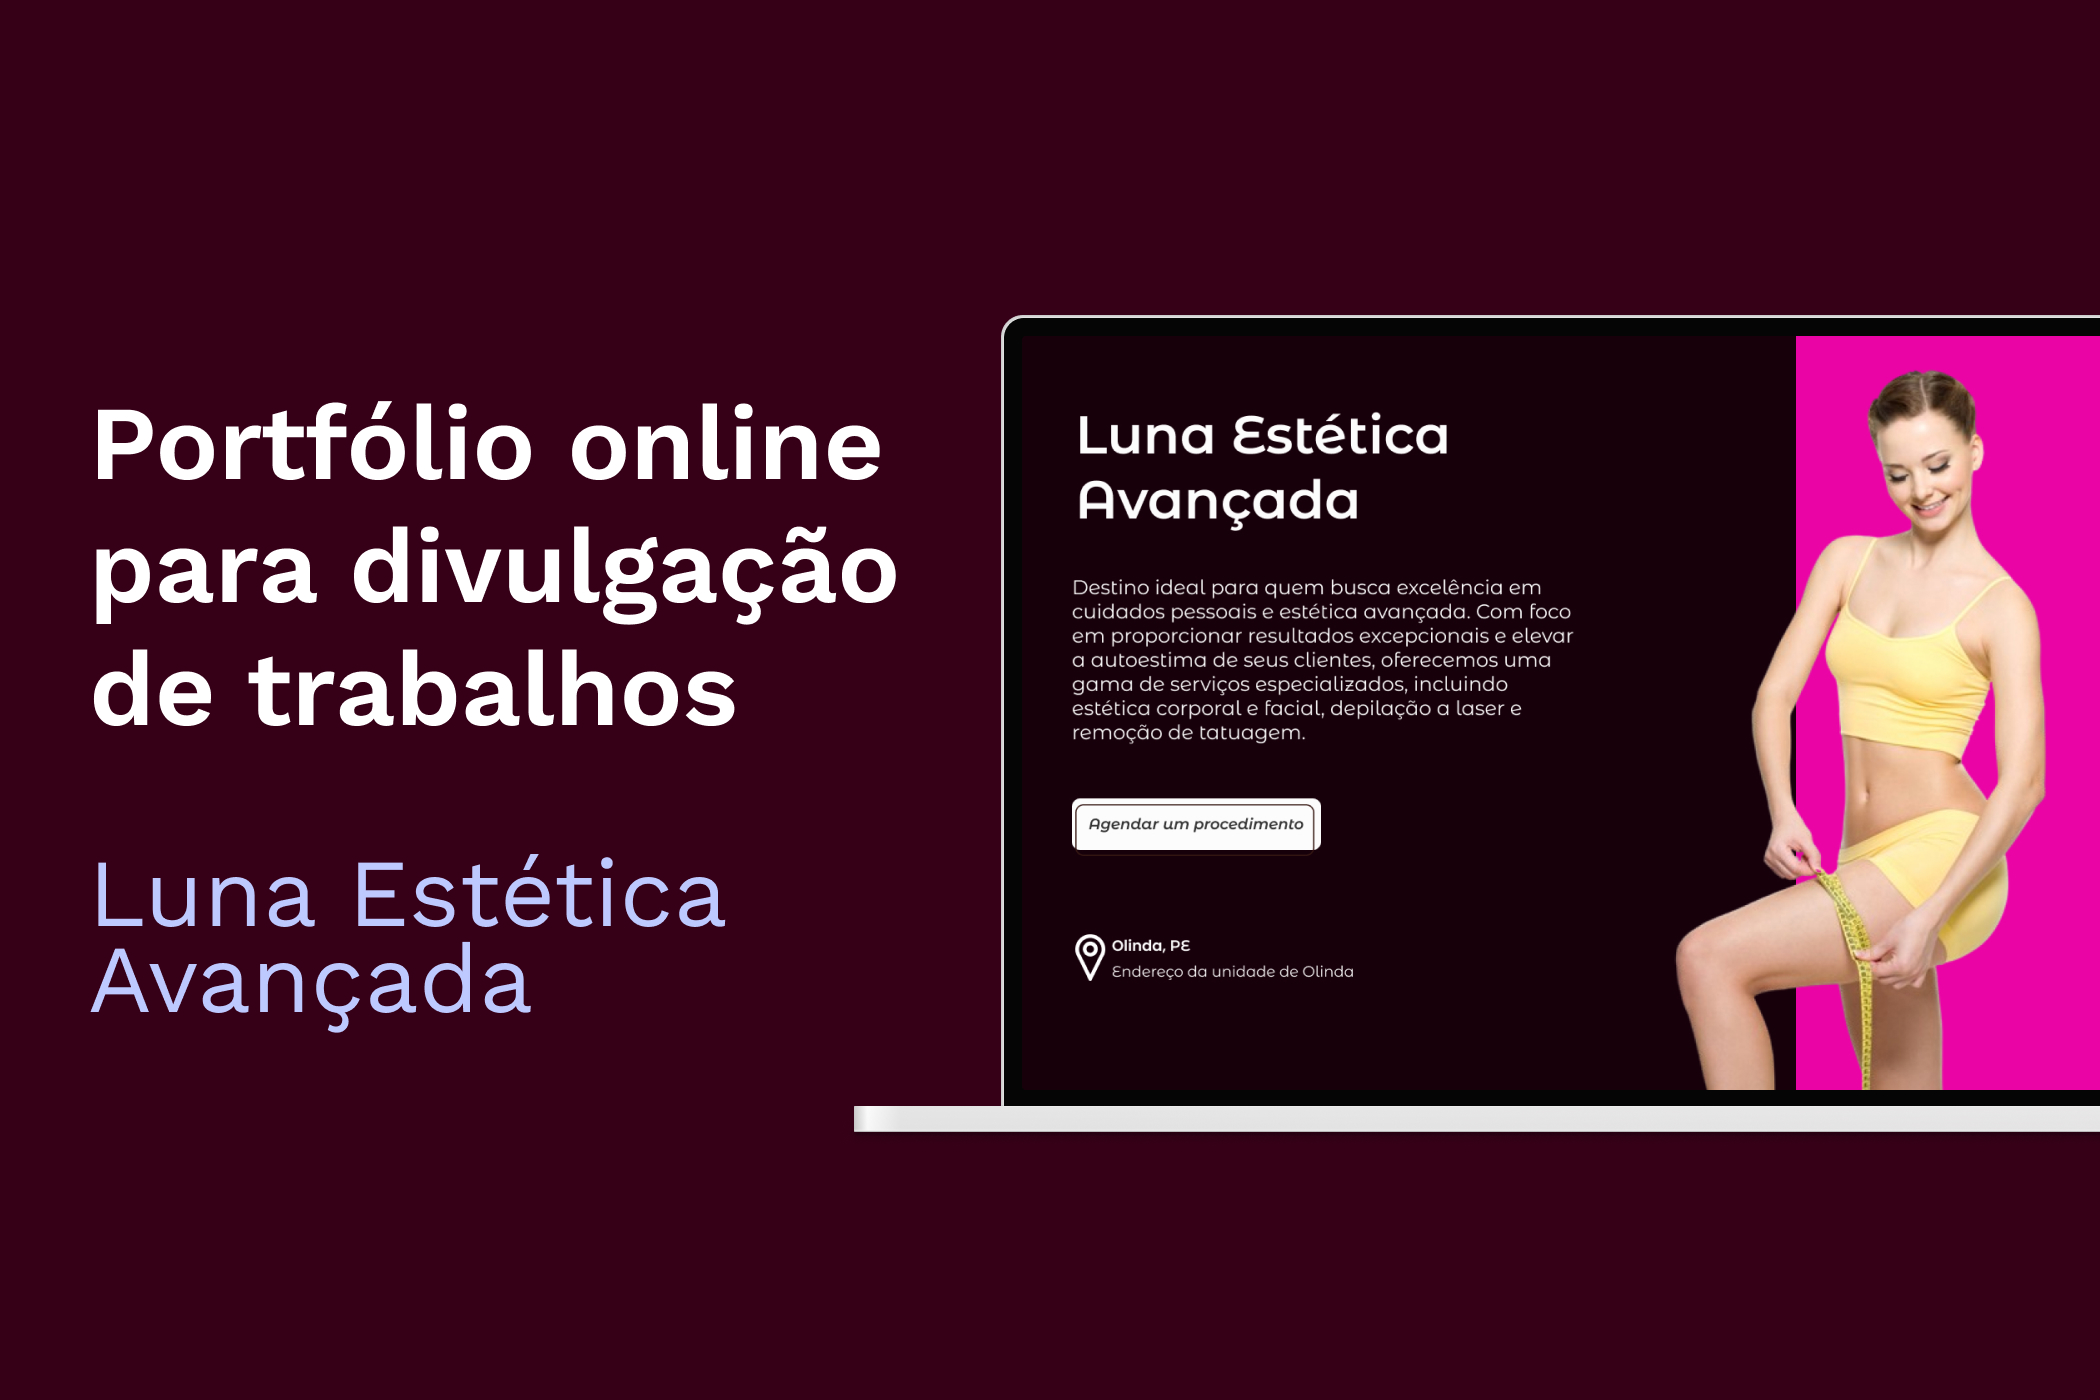 Portfólio online
para divulgação
de trabalhos
Luna Estética
Avançada
Luna Estética
Avançada
Destino ideal para quem busca excelência em
cuidados pessoais e estética avançada. Com foco
em proporcionar resultados excepcionais e elevar
a autoestima de seus clientes, oferecemos uma
gama de serviços especializados, incluindo
estética corporal e facial, depilação a laser e
remoção de tatuagem.
Agendar um procedimento
Olinda, PE
Endereço da unidade de Olinda